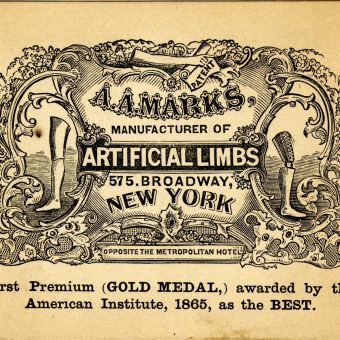 PATENT
A.A.MARKS,
MANUFACTURER OF
ARTIFICIAL LIMBS
575. BROADWAY,
NEW YORK
OPPOSITE THE METROPOLITAN HOTEL
rst Premium (GOLD MEDAL,) awarded by th
American Institute, 1865, as the BEST.